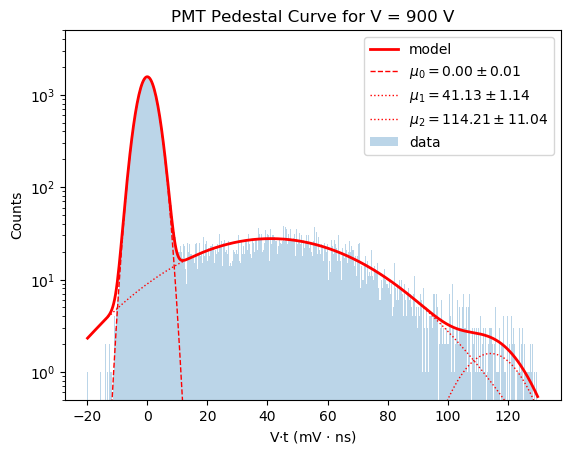 PMT Pedestal Curve for V = 900 V
model
μ₀ = 0.00 ± 0.01
μ₁ = 41.13 ± 1.14
μ₂ = 114.21 ± 11.04
data
Counts
10³
10²
10¹
10⁰
−20 0 20 40 60 80 100 120
V·t (mV · ns)